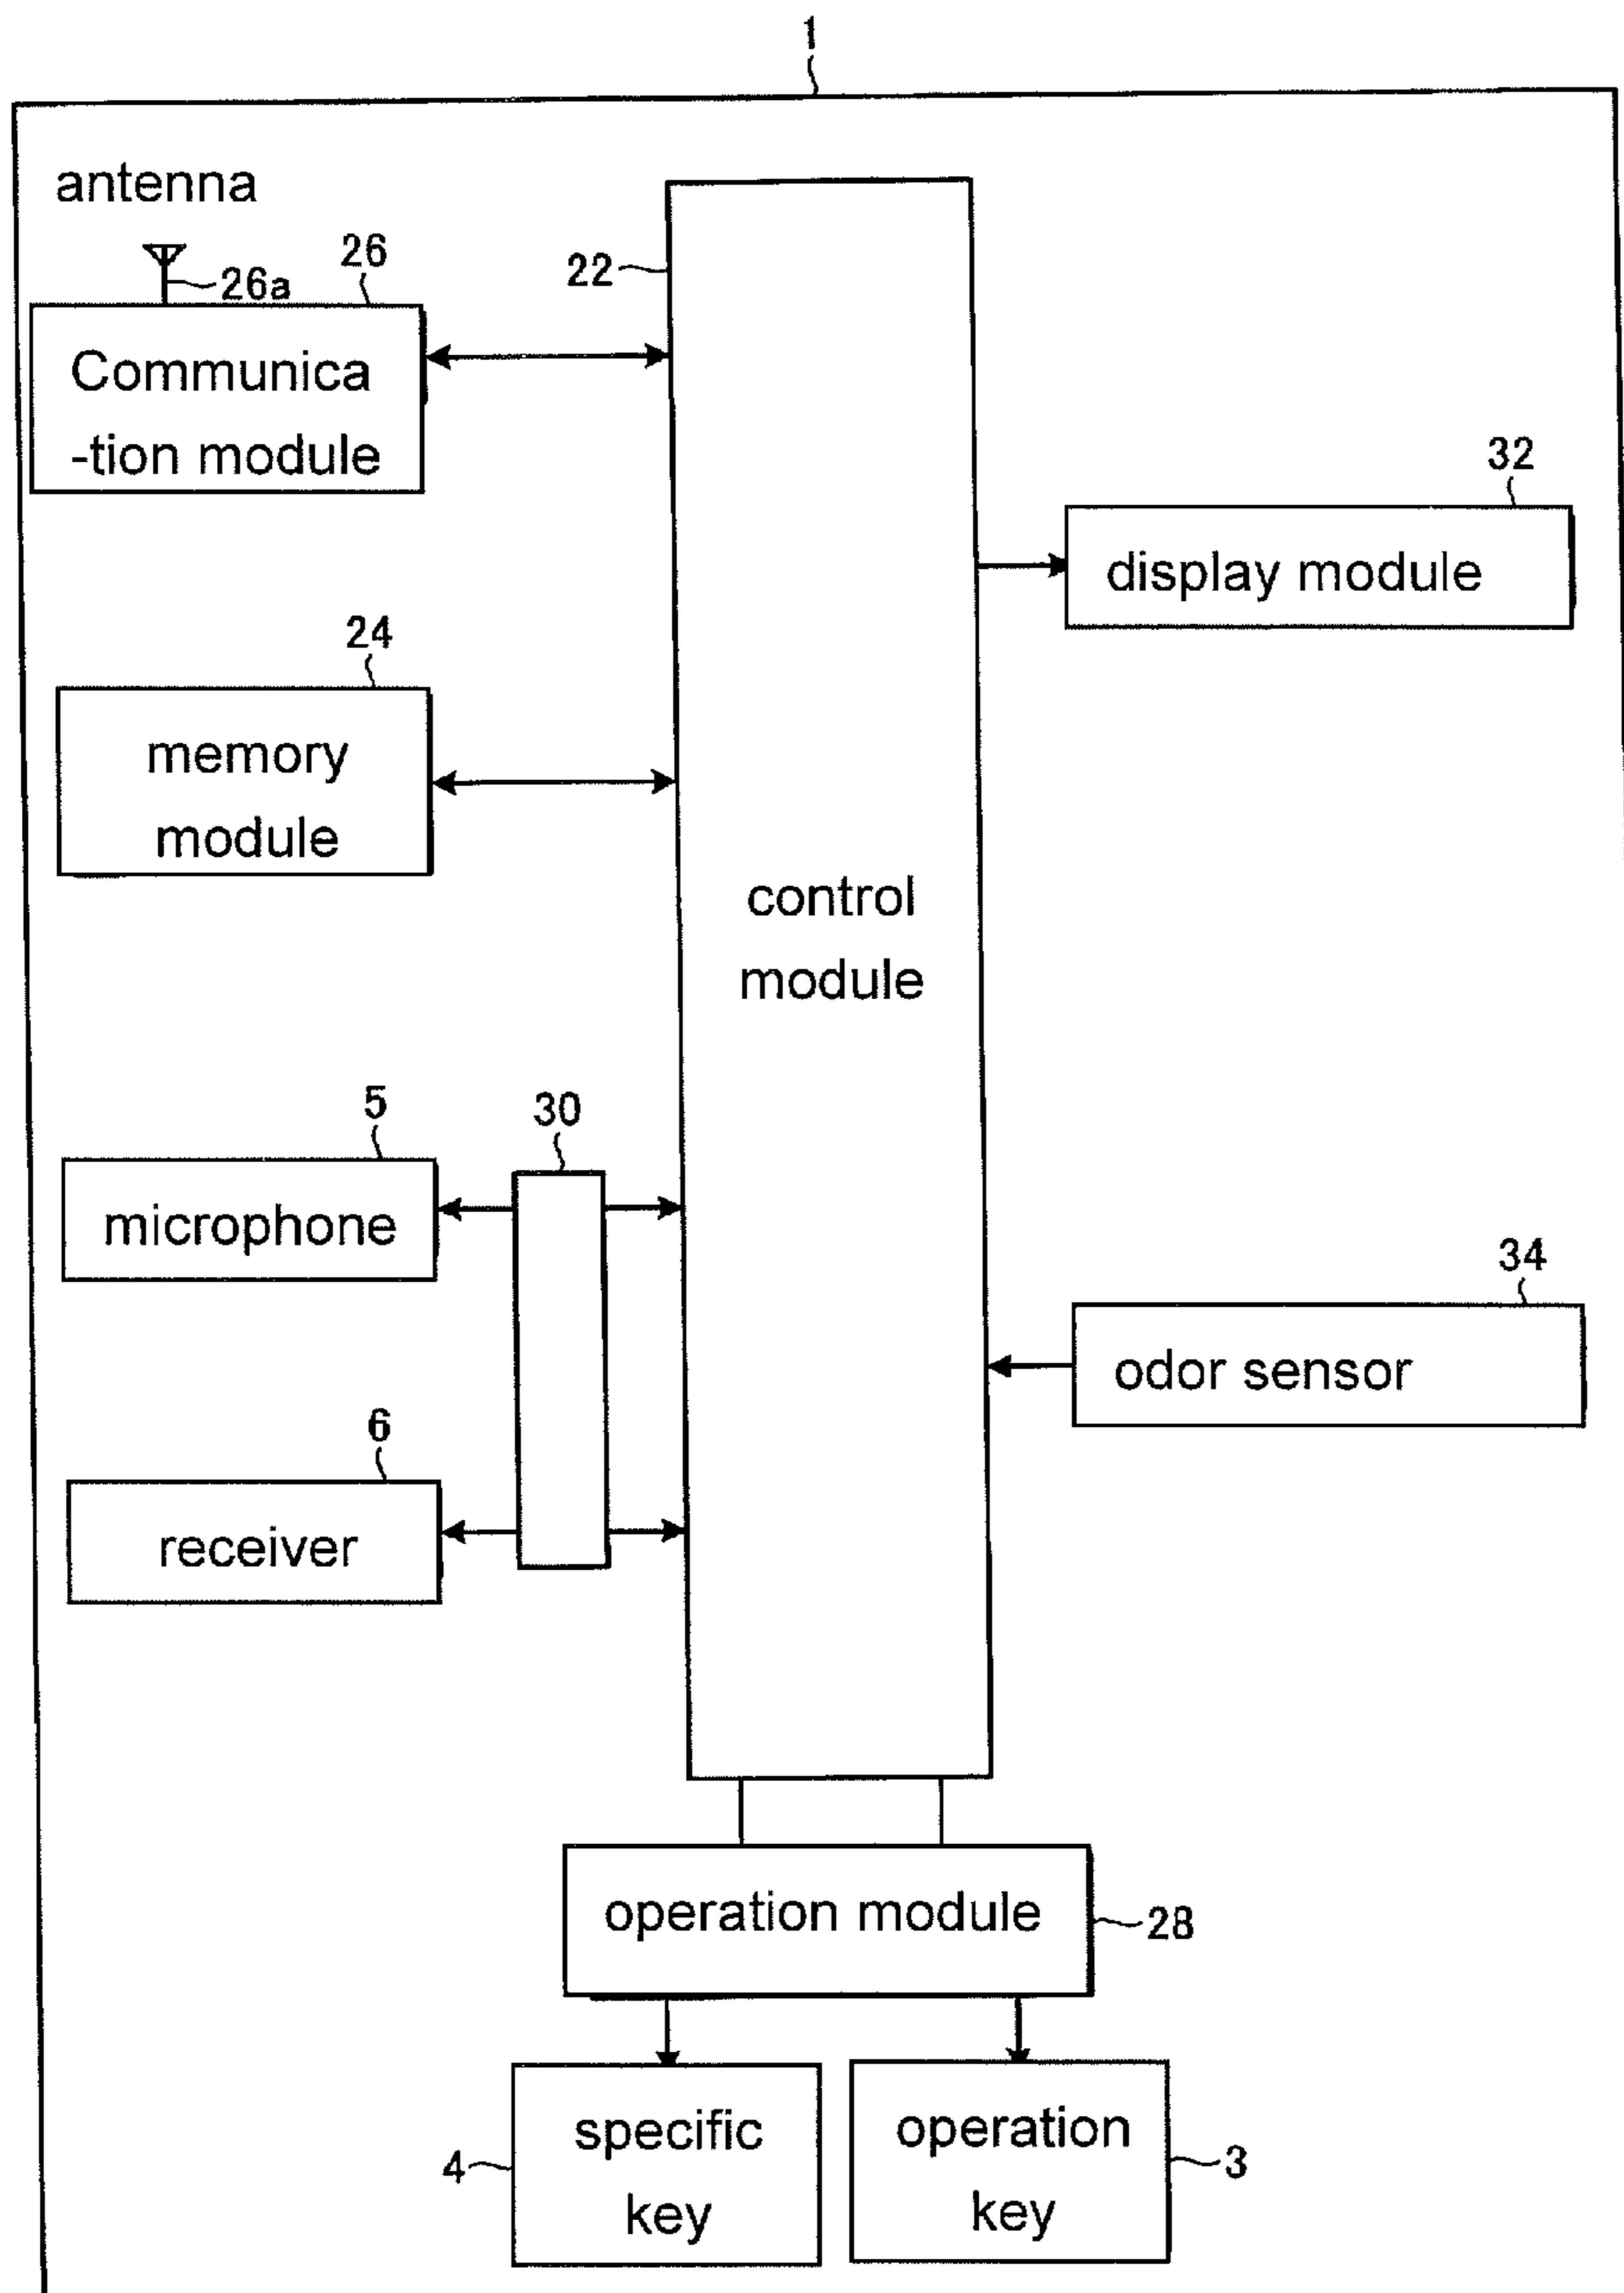 1
antenna
26
26a
22
Communica
-tion module
32
display module
24
memory
module
control
module
5
30
microphone
34
odor sensor
6
receiver
operation module
28
specific
key
4
operation
key
3